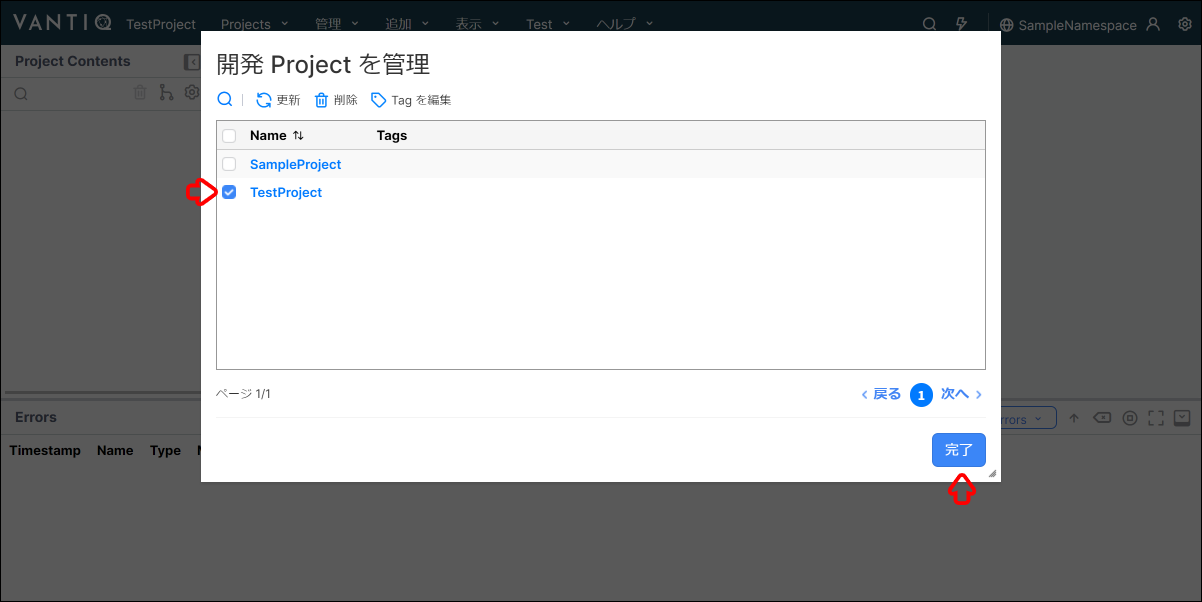 VANTIQ TestProject Projects 管理 追加 表示 Test ヘルプ SampleNamespace
Project Contents
開発 Project を管理
更新 削除 Tag を編集
Name Tags
SampleProject
TestProject
ページ 1/1 戻る 1 次へ
Errors
Timestamp Name Type
完了